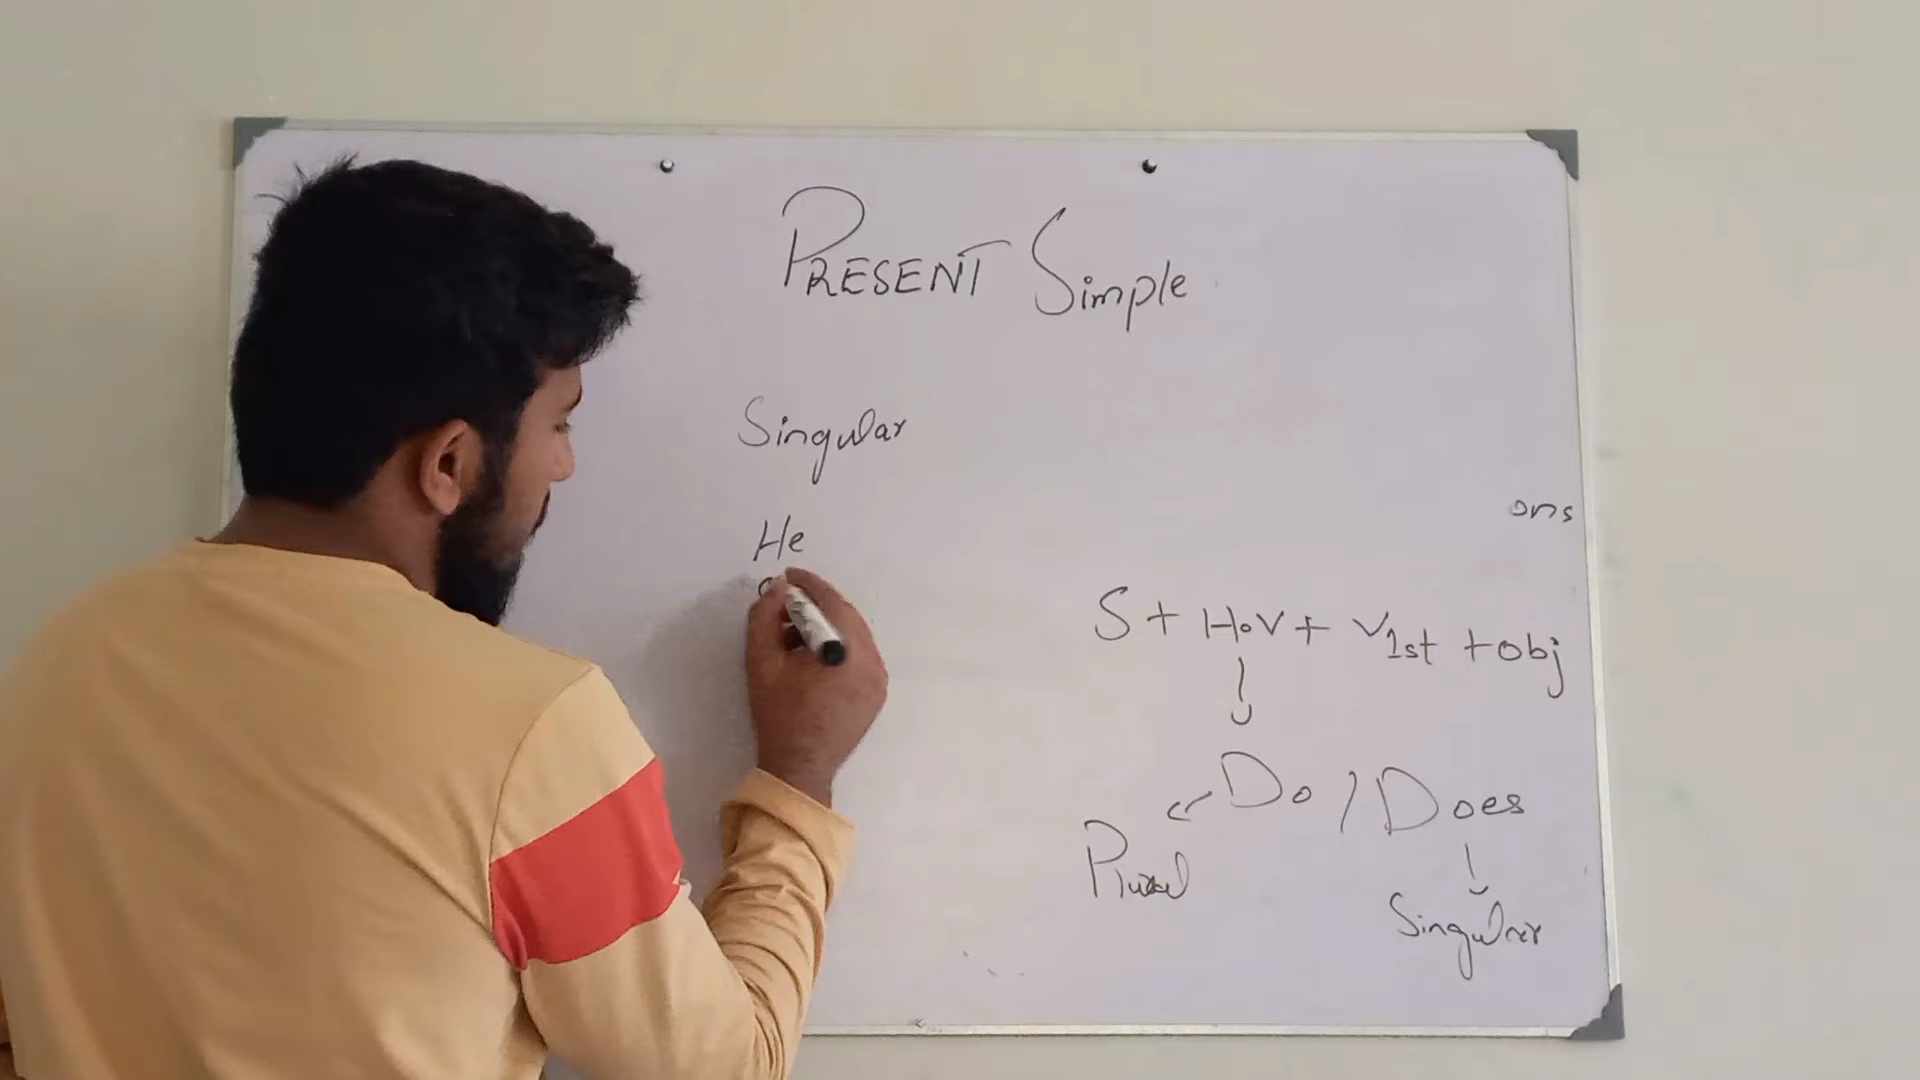 PRESENT Simple
Singular
He
ons
S + H.V + V1st + obj
Do / Does
Plural
Singular